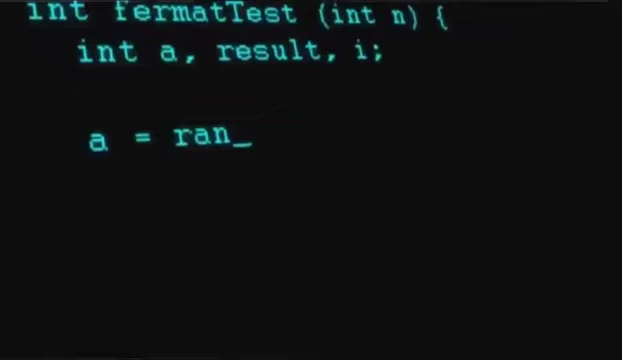 int fermatTest (int n) {
int a, result, i;
a = ran_